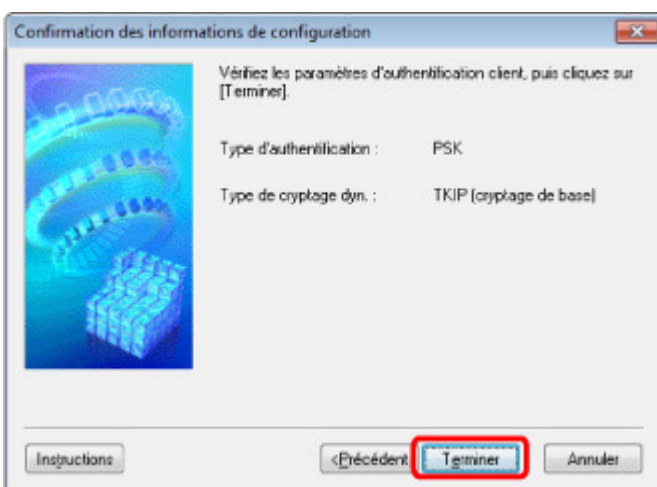 Confirmation des informations de configuration
Vérifiez les paramètres d'authentification client, puis cliquez sur
[Terminer].
Type d'authentification : PSK
Type de cryptage dyn. : TKIP (cryptage de base)
Instructions <Précédent Terminer Annuler